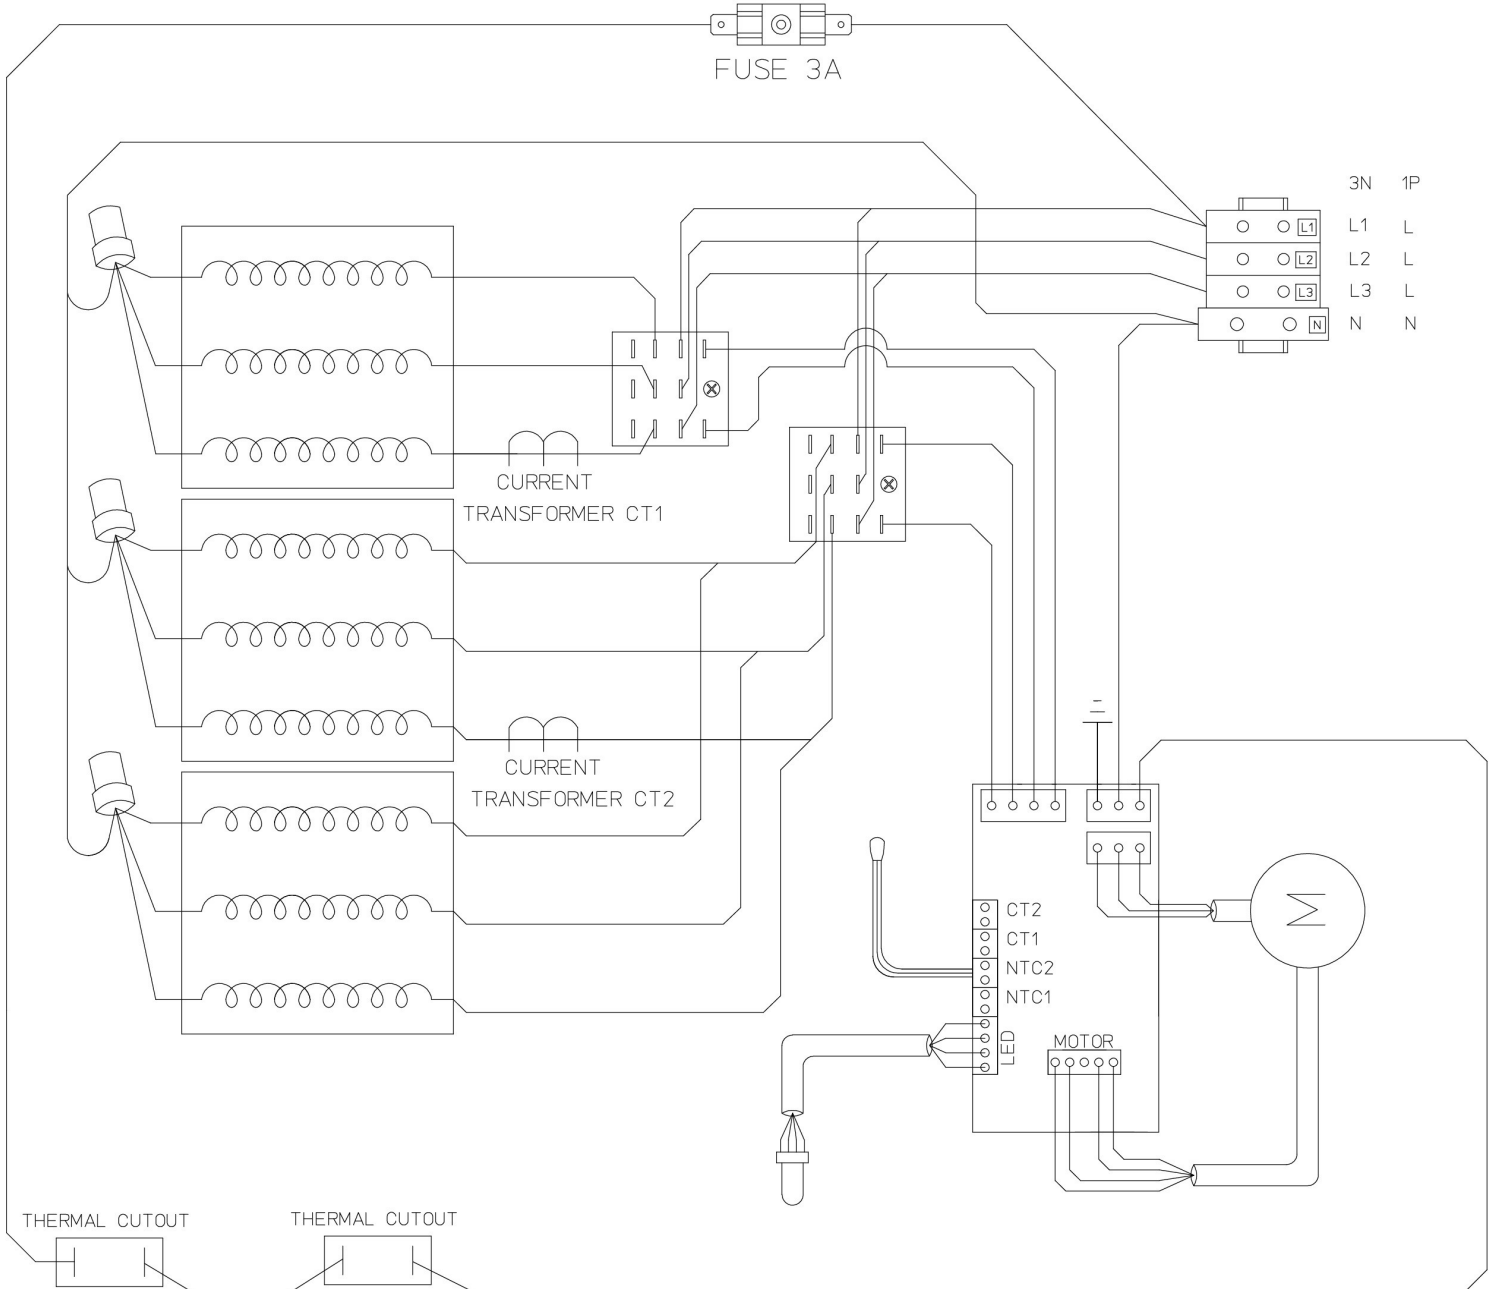 FUSE 3A
3N 1P
L1 L1 L
L2 L2 L
L3 L3 L
N N N
CURRENT
TRANSFORMER CT1
CURRENT
TRANSFORMER CT2
M
CT2
CT1
NTC2
NTC1
LED
MOTOR
THERMAL CUTOUT
THERMAL CUTOUT